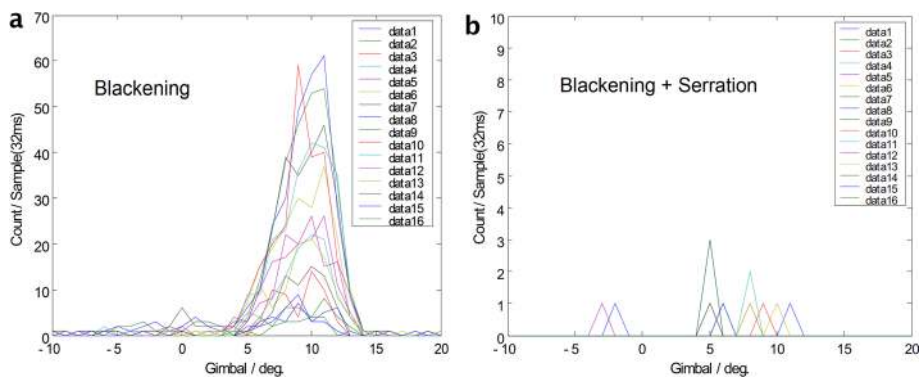 a
70
60
50
40
30
20
10
0
Count / Sample(32ms)
Blackening
data1
data2
data3
data4
data5
data6
data7
data8
data9
data10
data11
data12
data13
data14
data15
data16
-10
-5
0
5
10
15
20
Gimbal / deg.
b
10
9
8
7
6
5
4
3
2
1
0
Count / Sample(32ms)
Blackening + Serration
data1
data2
data3
data4
data5
data6
data7
data8
data9
data10
data11
data12
data13
data14
data15
data16
-10
-5
0
5
10
15
20
Gimbal / deg.